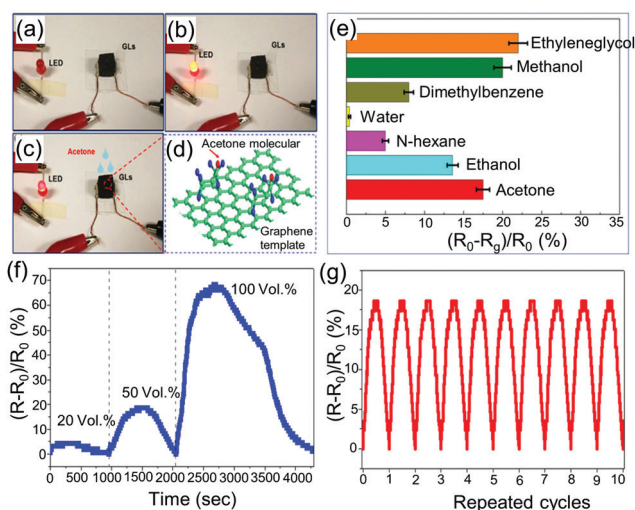 (a)
LED
GLs
(b)
LED
GLs
(c)
Acetone
LED
GLs
(d)
Acetone molecular
Graphene
template
(e)
Ethyleneglycol
Methanol
Dimethylbenzene
Water
N-hexane
Ethanol
Acetone
0 5 10 15 20 25 30 35
(R0-Rg)/R0 (%)
(f)
(R-R0)/R0 (%)
70
60
50
40
30
20
10
0
20 Vol.%
50 Vol.%
100 Vol.%
0 500 1000 1500 2000 2500 3000 3500 4000
Time (sec)
(g)
(R-R0)/R0 (%)
20
15
10
5
0
0 1 2 3 4 5 6 7 8 9 10
Repeated cycles